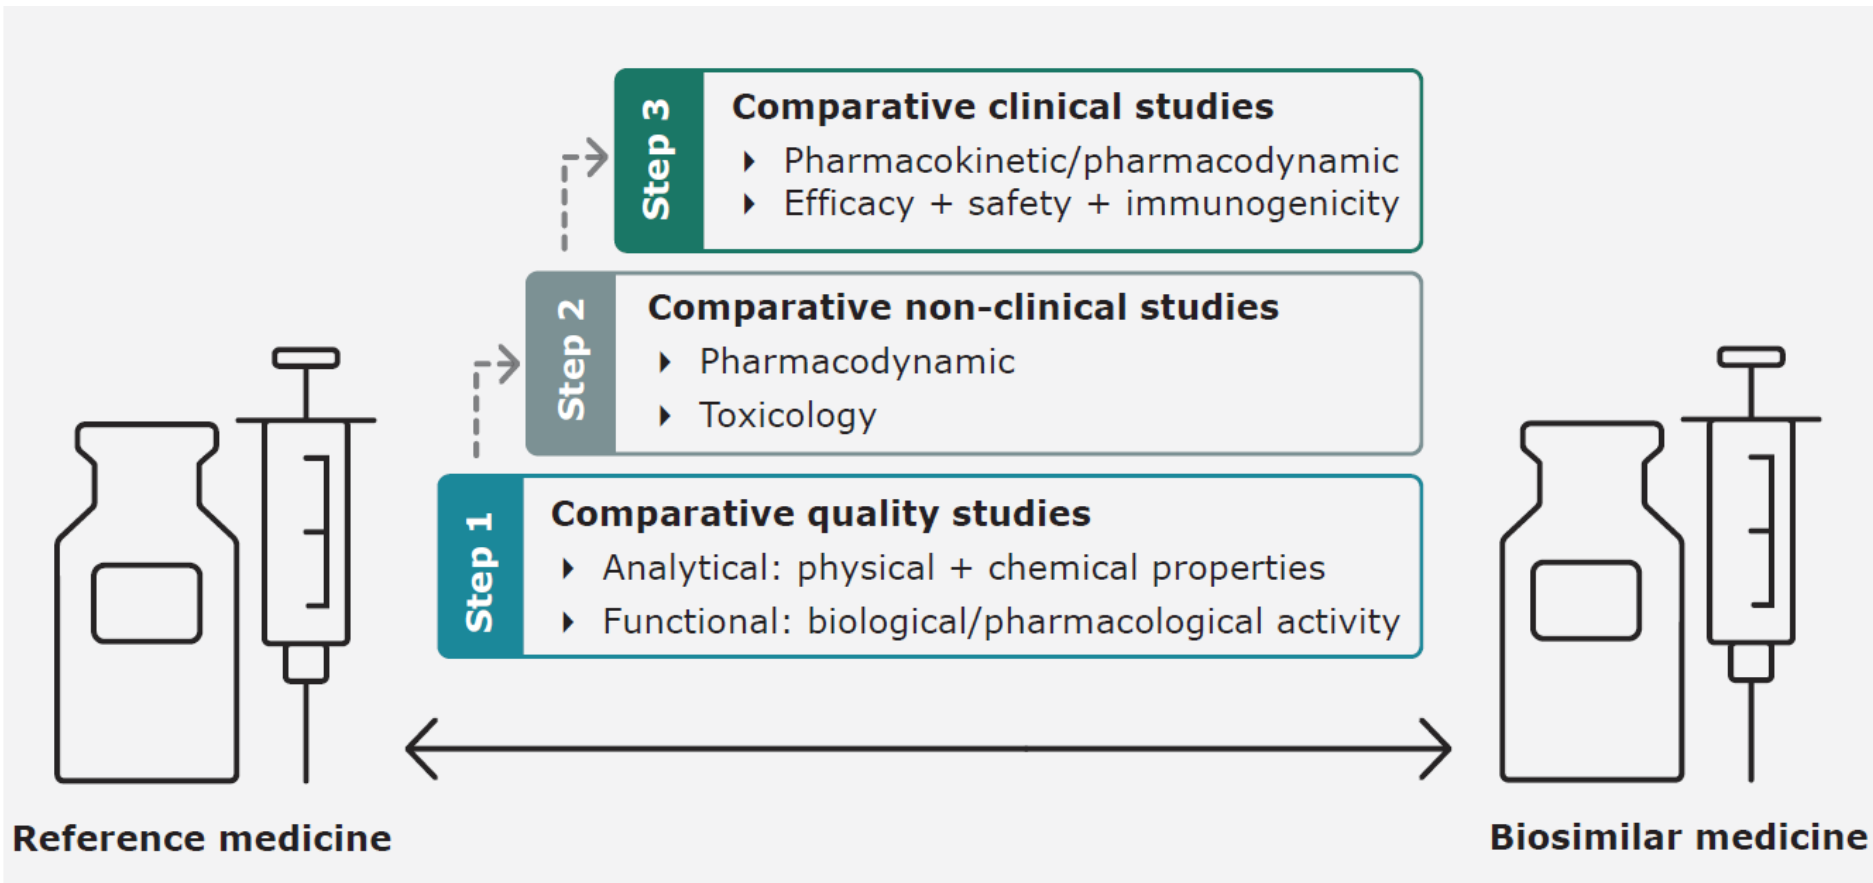 Step 3
Comparative clinical studies
Pharmacokinetic/pharmacodynamic
Efficacy + safety + immunogenicity
Step 2
Comparative non-clinical studies
Pharmacodynamic
Toxicology
Step 1
Comparative quality studies
Analytical: physical + chemical properties
Functional: biological/pharmacological activity
Reference medicine
Biosimilar medicine